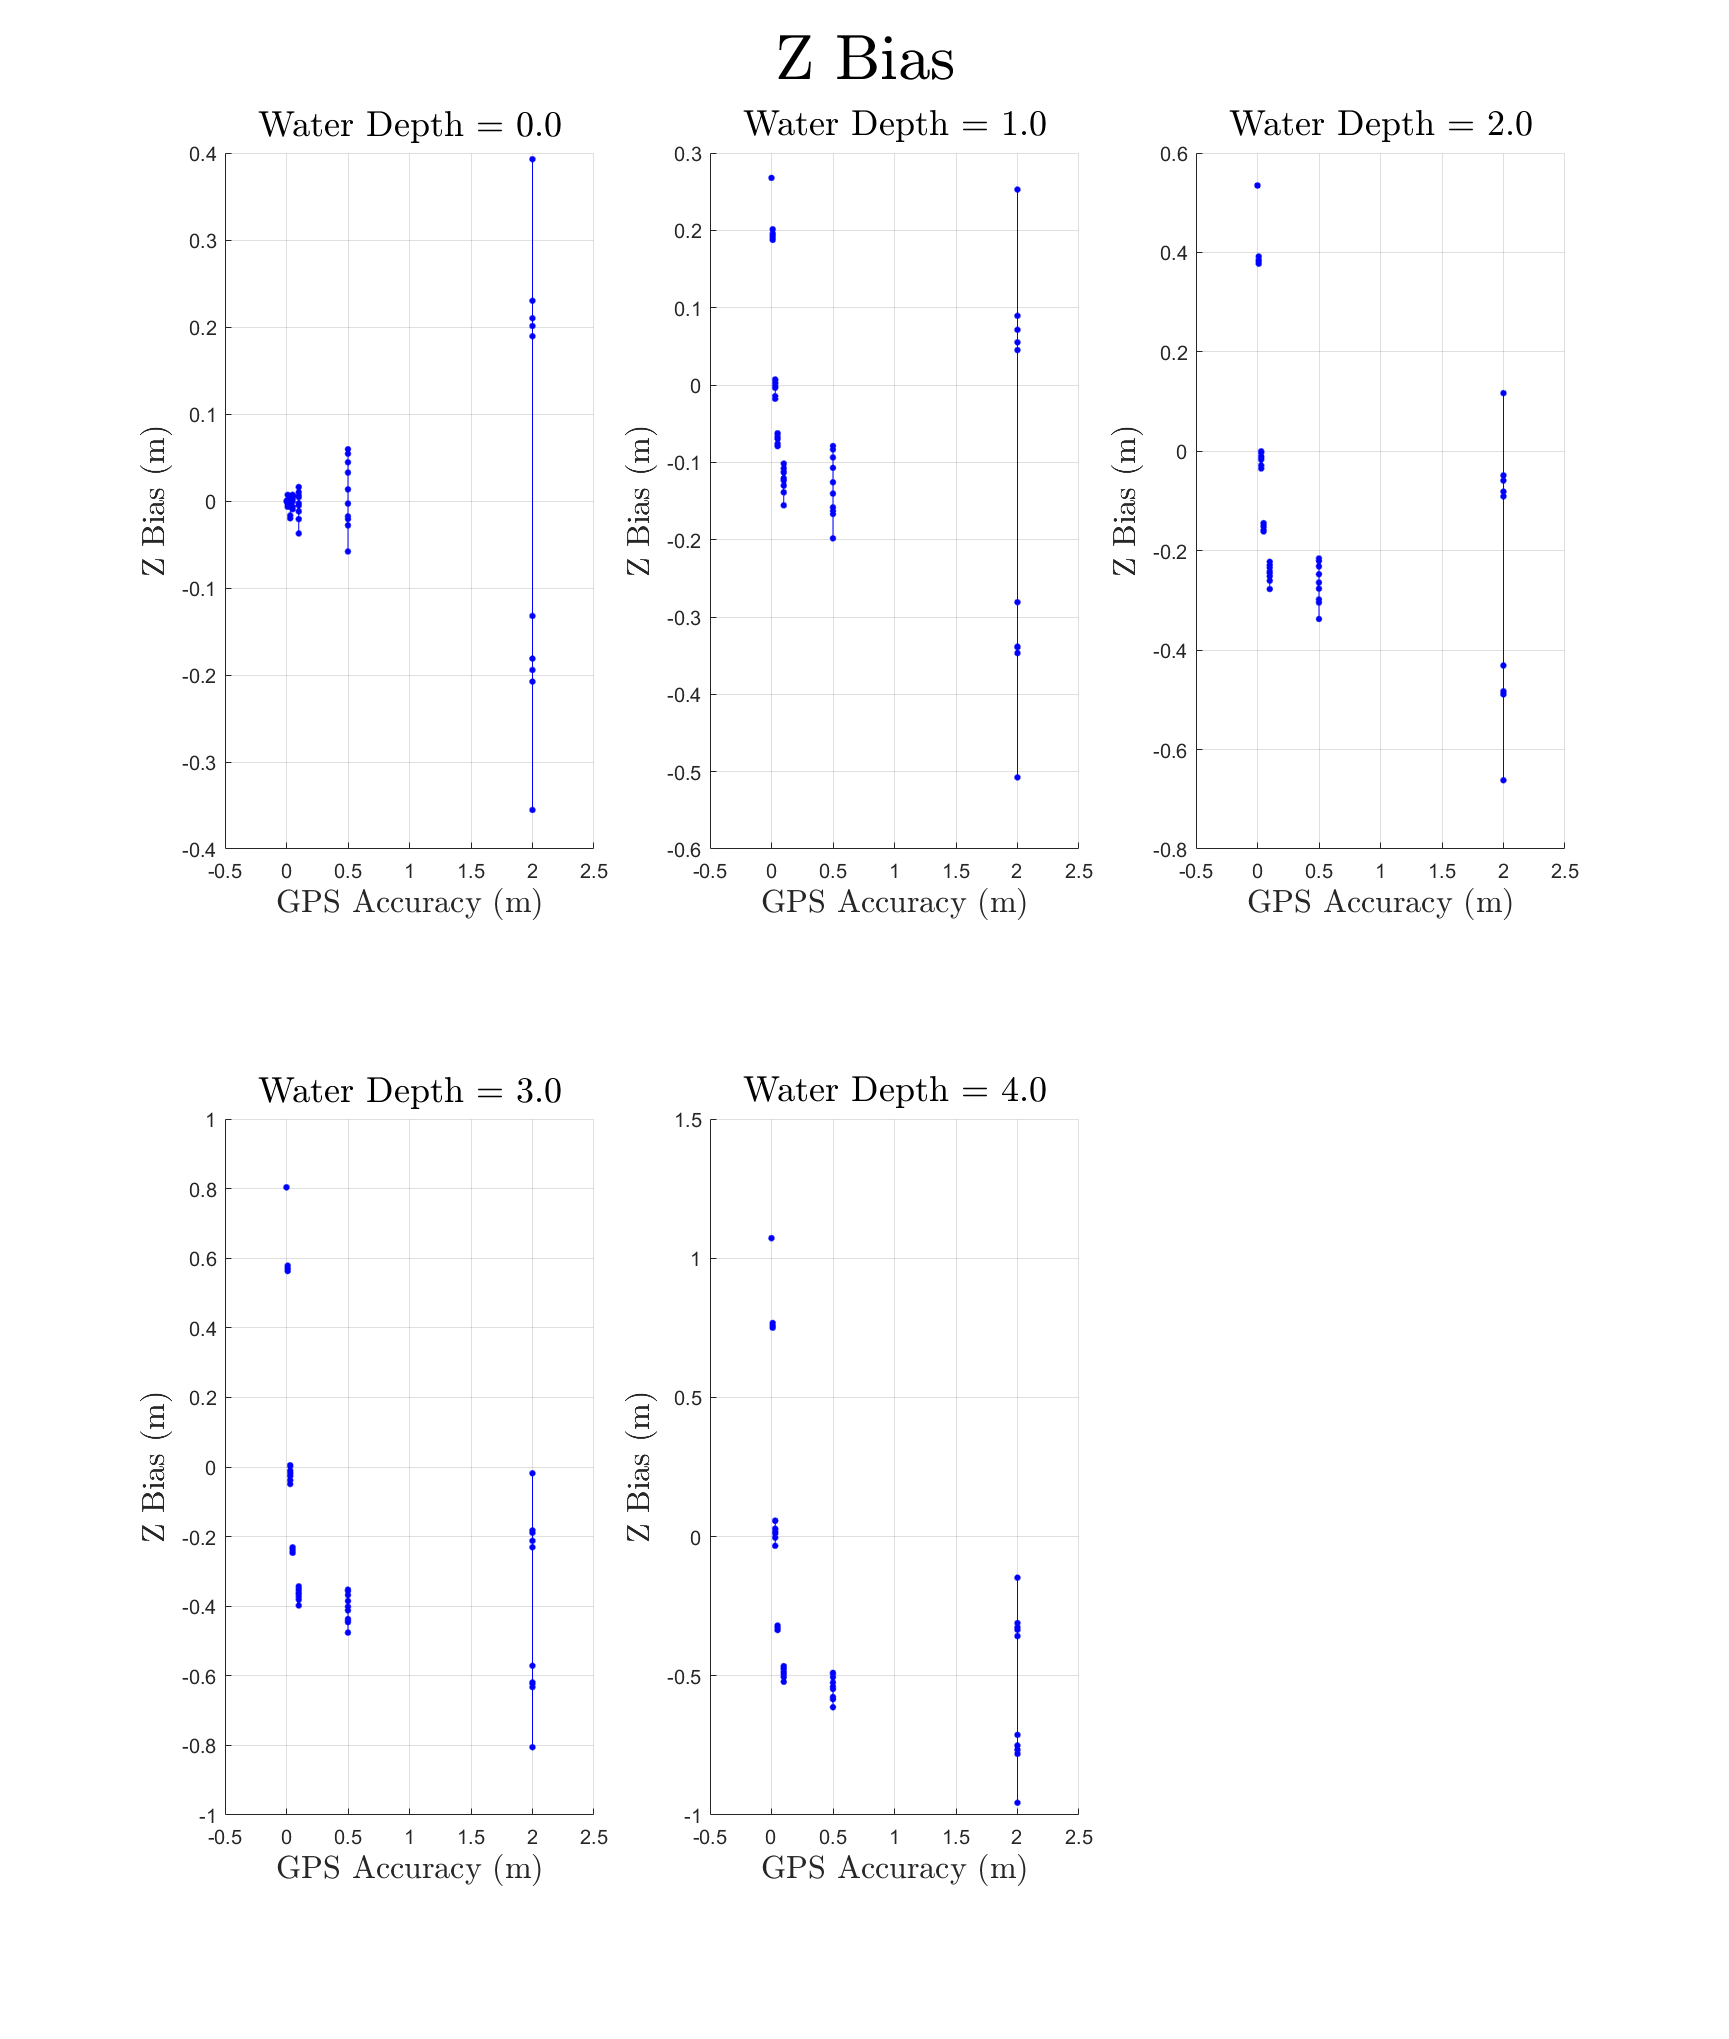 Z Bias
Water Depth = 0.0
0.4
0.3
0.2
0.1
0
-0.1
-0.2
-0.3
-0.4
Z Bias (m)
-0.5 0 0.5 1 1.5 2 2.5
GPS Accuracy (m)
Water Depth = 1.0
0.3
0.2
0.1
0
-0.1
-0.2
-0.3
-0.4
-0.5
-0.6
Z Bias (m)
-0.5 0 0.5 1 1.5 2 2.5
GPS Accuracy (m)
Water Depth = 2.0
0.6
0.4
0.2
0
-0.2
-0.4
-0.6
-0.8
Z Bias (m)
-0.5 0 0.5 1 1.5 2 2.5
GPS Accuracy (m)
Water Depth = 3.0
1
0.8
0.6
0.4
0.2
0
-0.2
-0.4
-0.6
-0.8
-1
Z Bias (m)
-0.5 0 0.5 1 1.5 2 2.5
GPS Accuracy (m)
Water Depth = 4.0
1.5
1
0.5
0
-0.5
-1
Z Bias (m)
-0.5 0 0.5 1 1.5 2 2.5
GPS Accuracy (m)